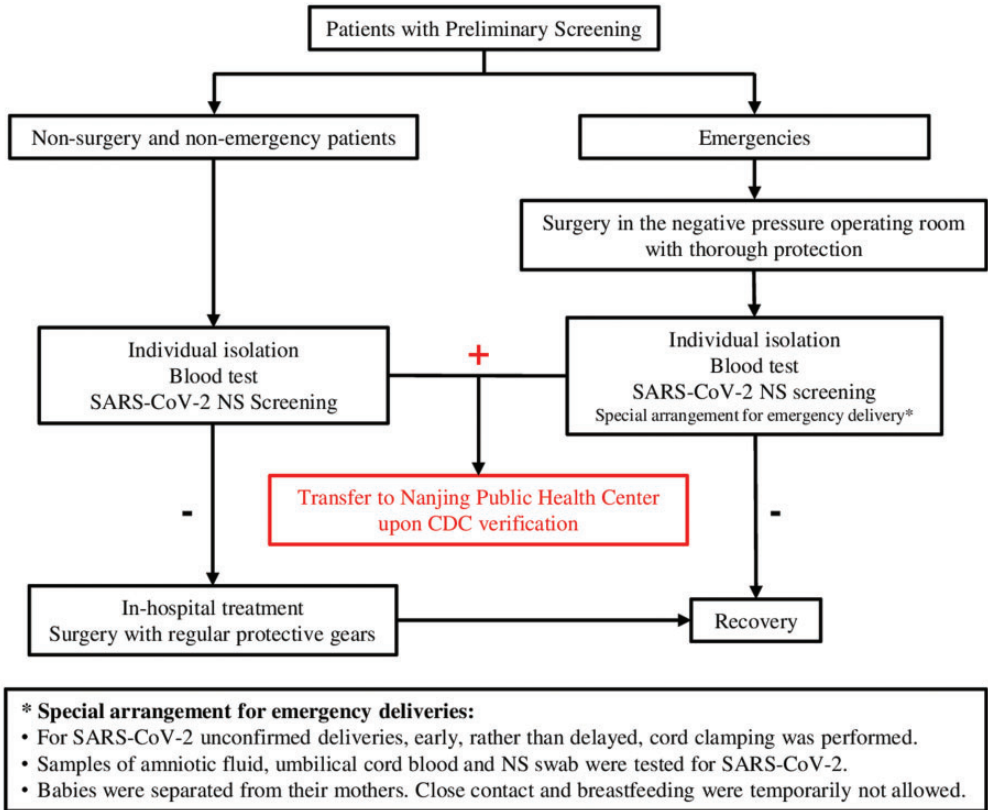 Patients with Preliminary Screening
Non-surgery and non-emergency patients
Emergencies
Surgery in the negative pressure operating room
with thorough protection
Individual isolation
Blood test
SARS-CoV-2 NS Screening
+
Individual isolation
Blood test
SARS-CoV-2 NS screening
Special arrangement for emergency delivery*
Transfer to Nanjing Public Health Center
upon CDC verification
-
-
In-hospital treatment
Surgery with regular protective gears
Recovery
* Special arrangement for emergency deliveries:
• For SARS-CoV-2 unconfirmed deliveries, early, rather than delayed, cord clamping was performed.
• Samples of amniotic fluid, umbilical cord blood and NS swab were tested for SARS-CoV-2.
• Babies were separated from their mothers. Close contact and breastfeeding were temporarily not allowed.